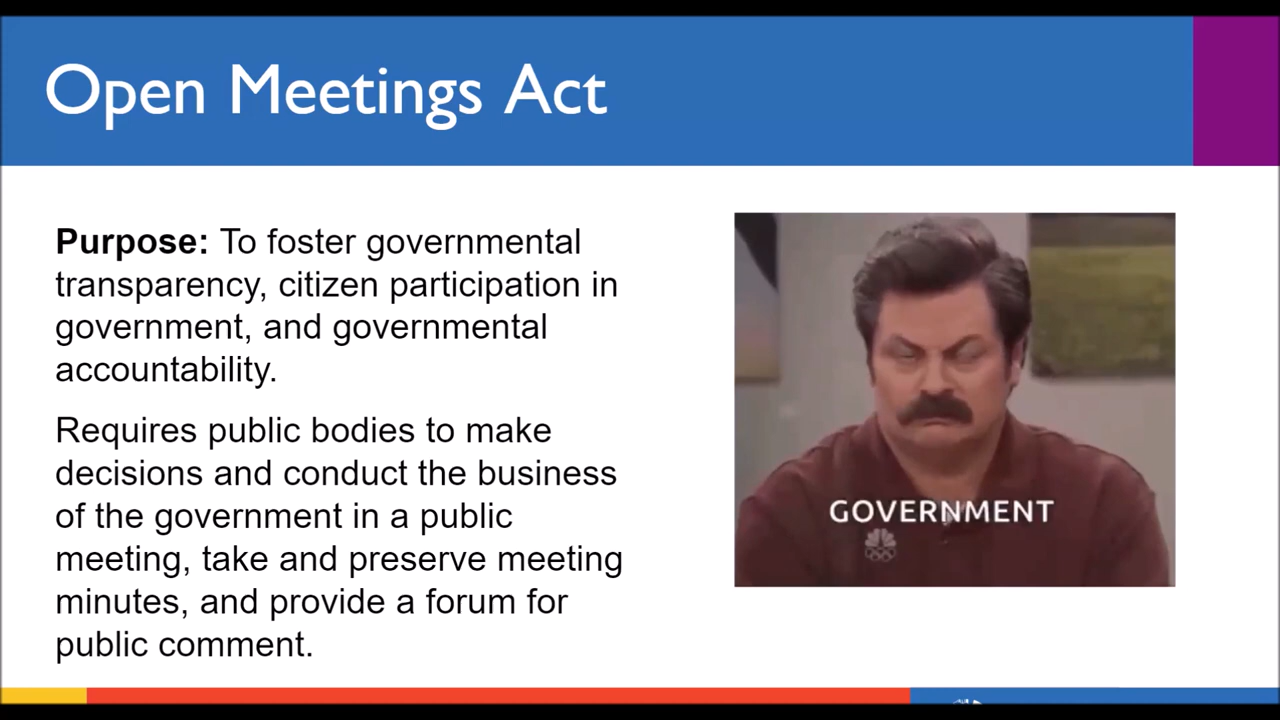 Open Meetings Act
Purpose: To foster governmental
transparency, citizen participation in
government, and governmental
accountability.
Requires public bodies to make
decisions and conduct the business
of the government in a public
meeting, take and preserve meeting
minutes, and provide a forum for
public comment.
GOVERNMENT